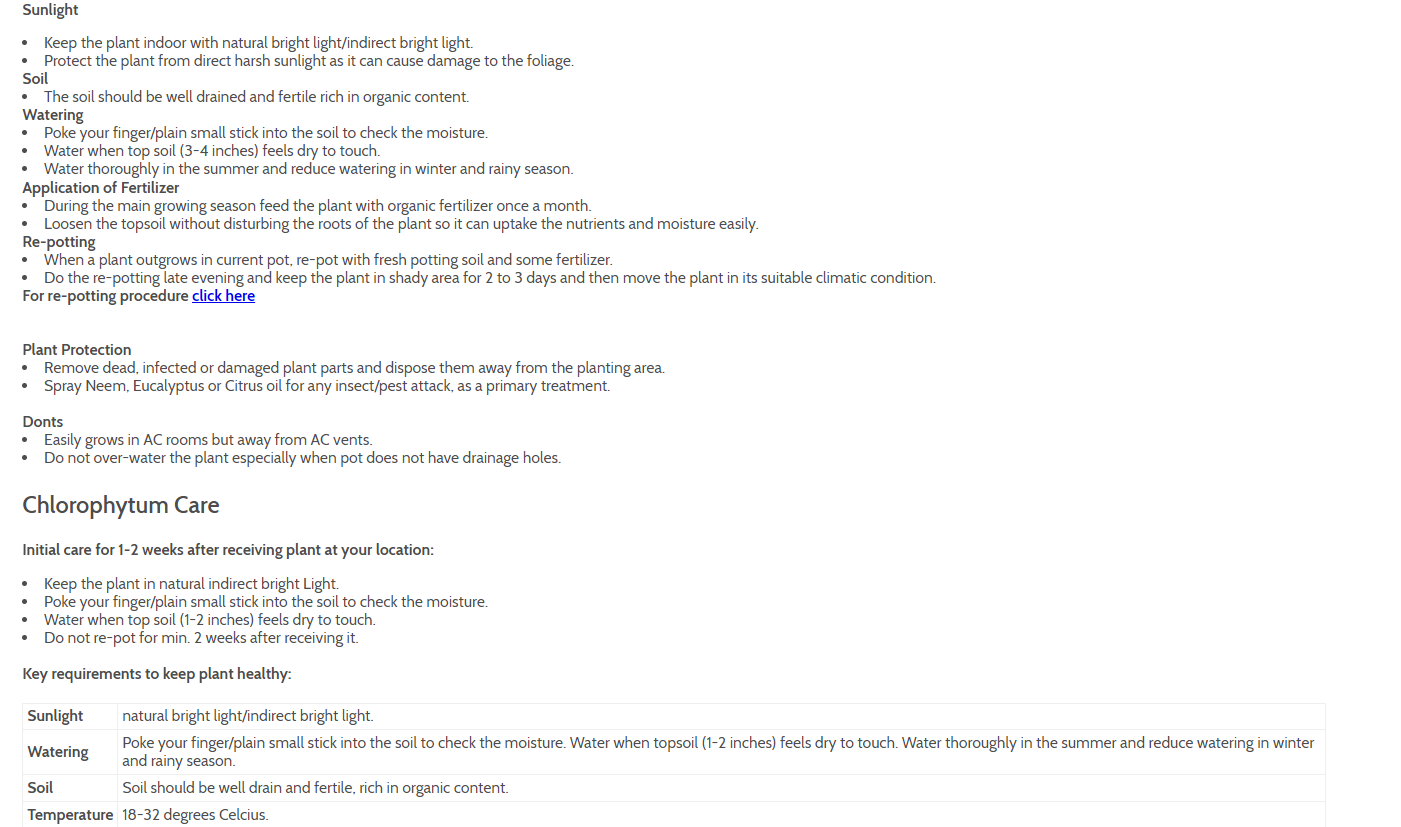 Sunlight
• Keep the plant indoor with natural bright light/indirect bright light.
• Protect the plant from direct harsh sunlight as it can cause damage to the foliage.
Soil
• The soil should be well drained and fertile rich in organic content.
Watering
• Poke your finger/plain small stick into the soil to check the moisture.
• Water when top soil (3-4 inches) feels dry to touch.
• Water thoroughly in the summer and reduce watering in winter and rainy season.
Application of Fertilizer
• During the main growing season feed the plant with organic fertilizer once a month.
• Loosen the topsoil without disturbing the roots of the plant so it can uptake the nutrients and moisture easily.
Re-potting
• When a plant outgrows in current pot, re-pot with fresh potting soil and some fertilizer.
• Do the re-potting late evening and keep the plant in shady area for 2 to 3 days and then move the plant in its suitable climatic condition.
For re-potting procedure click here
Plant Protection
• Remove dead, infected or damaged plant parts and dispose them away from the planting area.
• Spray Neem, Eucalyptus or Citrus oil for any insect/pest attack, as a primary treatment.
Donts
• Easily grows in AC rooms but away from AC vents.
• Do not over-water the plant especially when pot does not have drainage holes.
Chlorophytum Care
Initial care for 1-2 weeks after receiving plant at your location:
• Keep the plant in natural indirect bright Light.
• Poke your finger/plain small stick into the soil to check the moisture.
• Water when top soil (1-2 inches) feels dry to touch.
• Do not re-pot for min. 2 weeks after receiving it.
Key requirements to keep plant healthy:
Sunlight natural bright light/indirect bright light.
Watering Poke your finger/plain small stick into the soil to check the moisture. Water when topsoil (1-2 inches) feels dry to touch. Water thoroughly in the summer and reduce watering in winter
and rainy season.
Soil Soil should be well drain and fertile, rich in organic content.
Temperature 18-32 degrees Celcius.